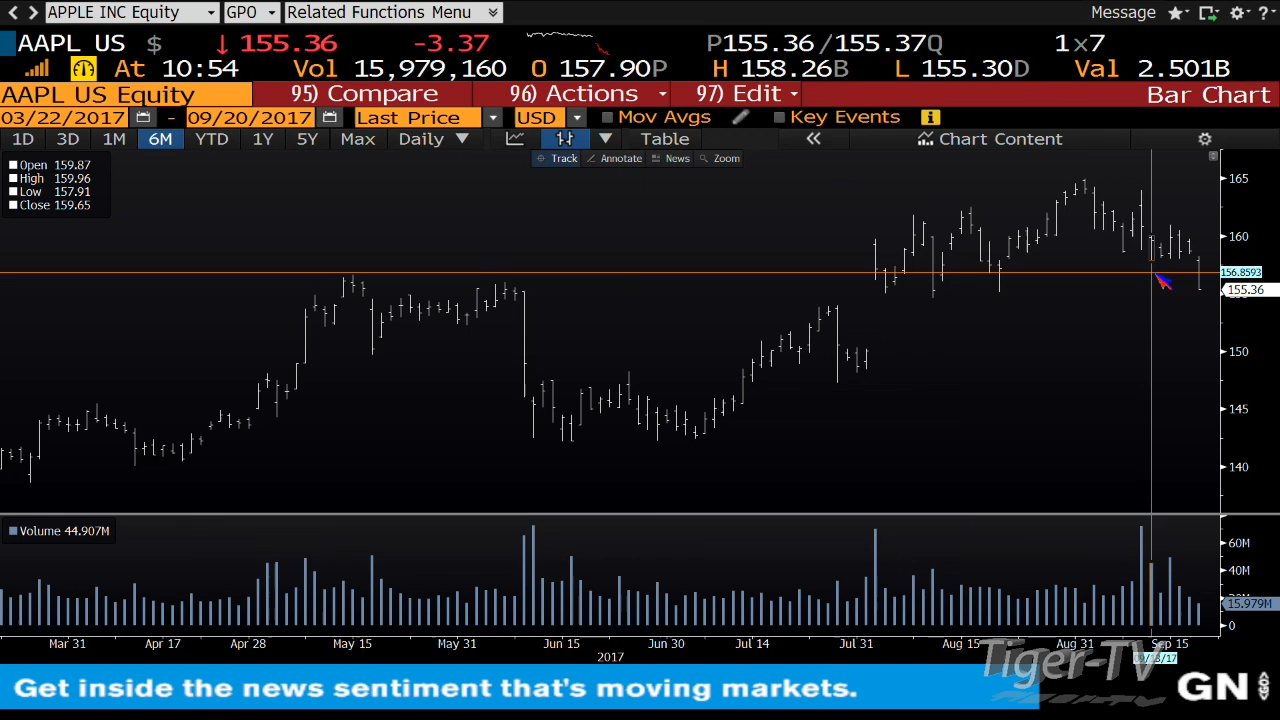 APPLE INC Equity GPO Related Functions Menu Message ?
AAPL US $ ↓ 155.36 -3.37 P155.36/155.37Q 1x7
At 10:54 Vol 15,979,160 O 157.90P H 158.26B L 155.30D Val 2.501B
AAPL US Equity 95) Compare 96) Actions 97) Edit Bar Chart
03/22/2017 - 09/20/2017 Last Price USD Mov Avgs Key Events i
1D 3D 1M 6M YTD 1Y 5Y Max Daily Table « Chart Content
Track Annotate News Zoom
Open 159.87
High 159.96
Low 157.91
Close 159.65
165
160
156.8593
155.36
150
145
140
Volume 44.907M
60M
40M
15.979M
0
Mar 31 Apr 17 Apr 28 May 15 May 31 Jun 15 Jun 30 Jul 14 Jul 31 Aug 15 Aug 31 Sep 15
2017
Tiger-TV
Get inside the news sentiment that's moving markets.
GN